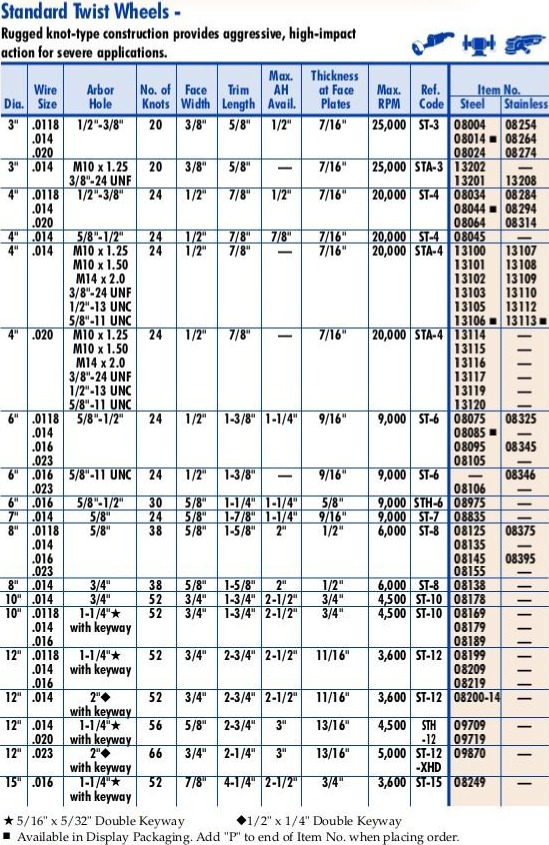 Standard Twist Wheels -
Rugged knot-type construction provides aggressive, high-impact
action for severe applications.
Dia. Wire Size Arbor Hole No. of Knots Face Width Trim Length Max. AH Avail. Thickness at Face Plates Max. RPM Ref. Code Item No. Steel Stainless
3" .0118 1/2"-3/8" 20 3/8" 5/8" 1/2" 7/16" 25,000 ST-3 08004 08254
.014 08014 ■ 08264
.020 08024 08274
3" .014 M10 x 1.25 20 3/8" 5/8" — 7/16" 25,000 STA-3 13202 —
3/8"-24 UNF 13201 13208
4" .0118 1/2"-3/8" 24 1/2" 7/8" 1/2" 7/16" 20,000 ST-4 08034 08284
.014 08044 ■ 08294
.020 08064 08314
4" .014 5/8"-1/2" 24 1/2" 7/8" 7/8" 7/16" 20,000 ST-4 08045 —
4" .014 M10 x 1.25 24 1/2" 7/8" — 7/16" 20,000 STA-4 13100 13107
M10 x 1.50 13101 13108
M14 x 2.0 13102 13109
3/8"-24 UNF 13103 13110
1/2"-13 UNC 13105 13112
5/8"-11 UNC 13106 ■ 13113 ■
4" .020 M10 x 1.25 24 1/2" 7/8" — 7/16" 20,000 STA-4 13114 —
M10 x 1.50 13115 —
M14 x 2.0 13116 —
3/8"-24 UNF 13117 —
1/2"-13 UNC 13119 —
5/8"-11 UNC 13120 —
6" .0118 5/8"-1/2" 24 1/2" 1-3/8" 1-1/4" 9/16" 9,000 ST-6 08075 08325
.014 08085 ■ —
.016 08095 08345
.023 08105 —
6" .016 5/8"-11 UNC 24 1/2" 1-3/8" — 9/16" 9,000 ST-6 — 08346
.023 08106 —
6" .016 5/8"-1/2" 30 5/8" 1-1/4" 1-1/4" 5/8" 9,000 STH-6 08975 —
7" .014 5/8" 24 5/8" 1-7/8" 1-1/4" 9/16" 9,000 ST-7 08835 —
8" .0118 5/8" 38 5/8" 1-5/8" 2" 1/2" 6,000 ST-8 08125 08375
.014 08135 —
.016 08145 08395
.023 08155 —
8" .014 3/4" 38 5/8" 1-5/8" 2" 1/2" 6,000 ST-8 08138 —
10" .014 3/4" 52 3/4" 1-3/4" 2-1/2" 3/4" 4,500 ST-10 08178 —
10" .0118 1-1/4"★ 52 3/4" 1-3/4" 2-1/2" 3/4" 4,500 ST-10 08169 —
.014 with keyway 08179 —
.016 08189 —
12" .0118 1-1/4"★ 52 3/4" 2-3/4" 2-1/2" 11/16" 3,600 ST-12 08199 —
.014 with keyway 08209 —
.016 08219 —
12" .014 2"◆ 52 3/4" 2-3/4" 2-1/2" 11/16" 3,600 ST-12 08200-14 —
with keyway
12" .014 1-1/4"★ 56 5/8" 2-3/4" 3" 13/16" 4,500 STH 09709 —
.020 with keyway -12 09719 —
12" .023 2"◆ 66 3/4" 2-1/4" 3" 13/16" 5,000 ST-12 09870 —
with keyway -XHD
15" .016 1-1/4"★ 52 7/8" 4-1/4" 2-1/2" 3/4" 3,600 ST-15 08249 —
with keyway
★ 5/16" x 5/32" Double Keyway ◆1/2" x 1/4" Double Keyway
■ Available in Display Packaging. Add "P" to end of Item No. when placing order.